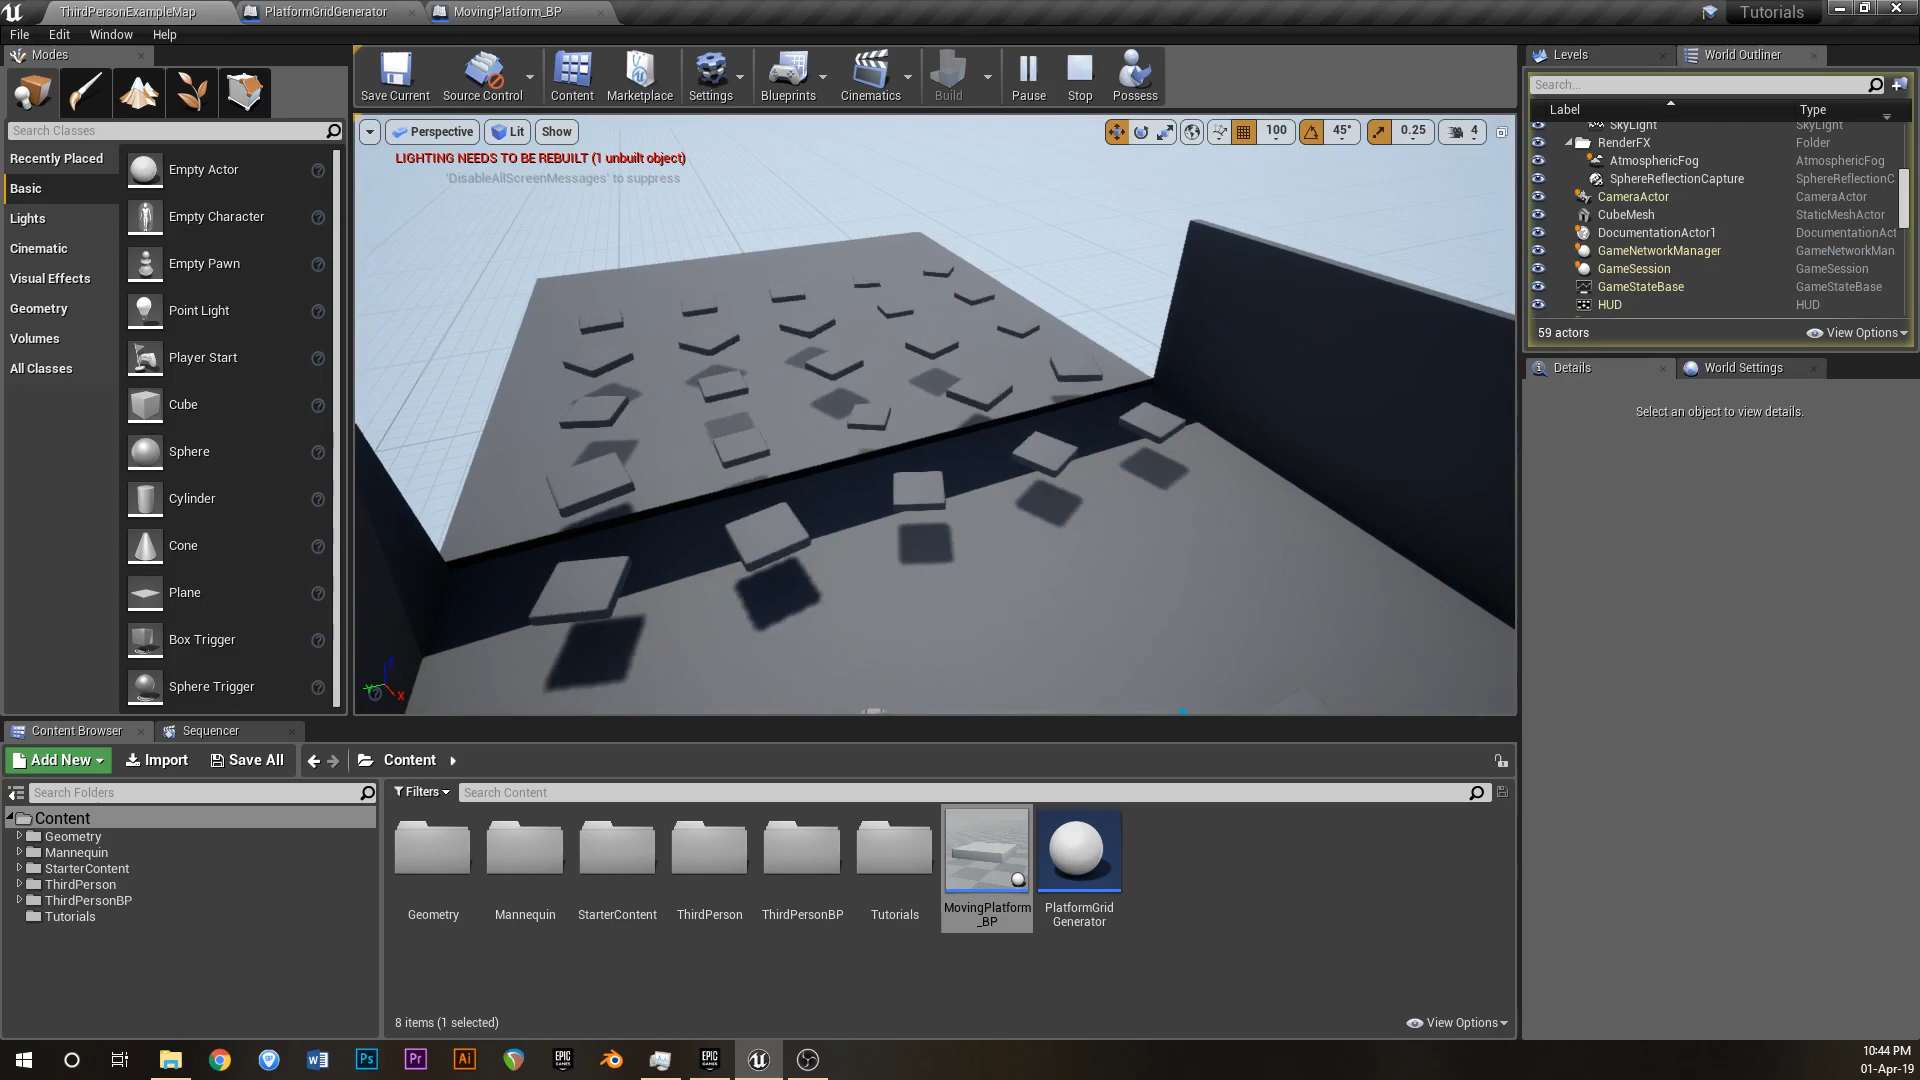 ThirdPersonExampleMap
PlatformGridGenerator
MovingPlatform_BP
Tutorials
File Edit Window Help
Modes
Save Current
Source Control
Content
Marketplace
Settings
Blueprints
Cinematics
Build
Pause
Stop
Possess
Levels
World Outliner
Search...
Label Type
SkyLight SkyLight
RenderFX Folder
AtmosphericFog AtmosphericFog
SphereReflectionCapture SphereReflectionC
CameraActor CameraActor
CubeMesh StaticMeshActor
DocumentationActor1 DocumentationAct
GameNetworkManager GameNetworkMan
GameSession GameSession
GameStateBase GameStateBase
HUD HUD
59 actors
View Options
Details
World Settings
Select an object to view details.
Search Classes
Recently Placed
Basic
Lights
Cinematic
Visual Effects
Geometry
Volumes
All Classes
Empty Actor
Empty Character
Empty Pawn
Point Light
Player Start
Cube
Sphere
Cylinder
Cone
Plane
Box Trigger
Sphere Trigger
Perspective
Lit
Show
100
45°
0.25
4
LIGHTING NEEDS TO BE REBUILT (1 unbuilt object)
'DisableAllScreenMessages' to suppress
X
Content Browser
Sequencer
Add New
Import
Save All
Content
Search Folders
Filters
Search Content
Content
Geometry
Mannequin
StarterContent
ThirdPerson
ThirdPersonBP
Tutorials
Geometry
Mannequin
StarterContent
ThirdPerson
ThirdPersonBP
Tutorials
MovingPlatform
_BP
PlatformGrid
Generator
8 items (1 selected)
View Options
Ps
Pr
Ai
EPIC
GAMES
EPIC
GAMES
10:44 PM
01-Apr-19